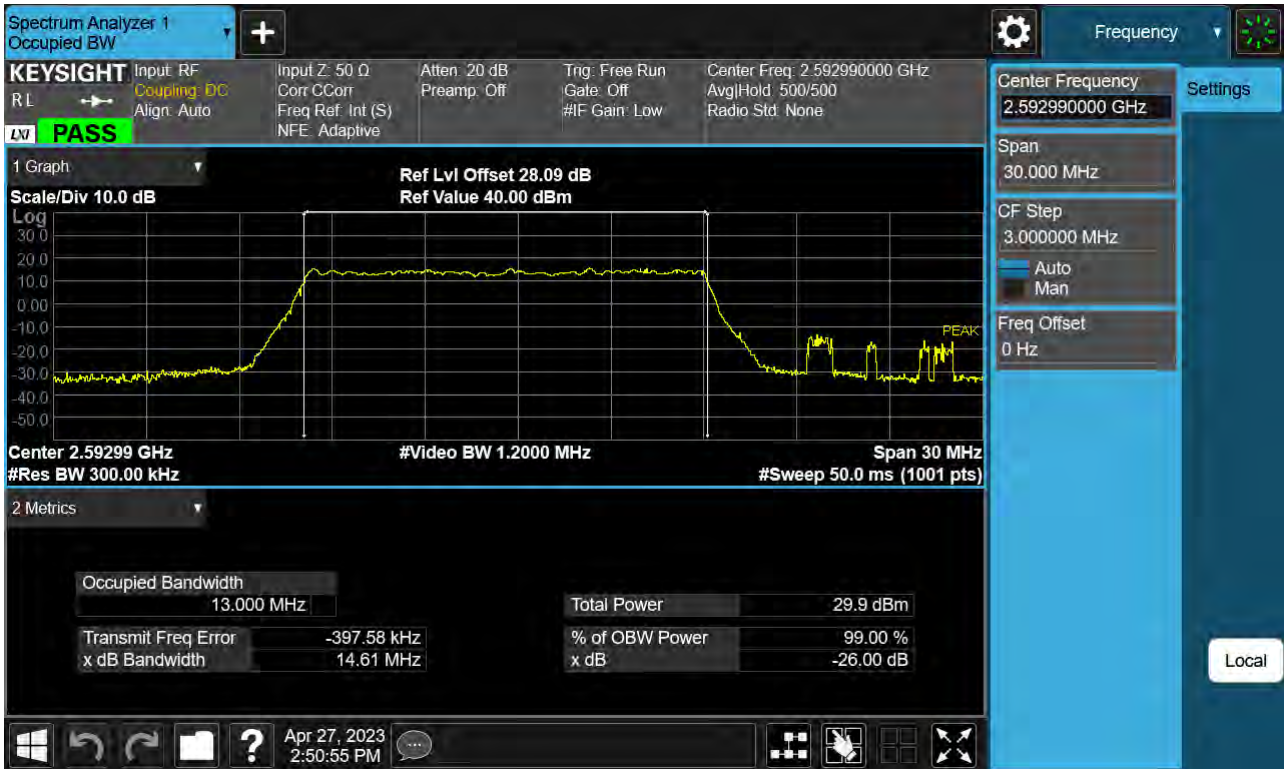 Spectrum Analyzer 1
Occupied BW
+
Frequency
KEYSIGHT
R L
LXI
PASS
Input: RF
Coupling: DC
Align: Auto
Input Z: 50 Ω
Corr CCorr
Freq Ref: Int (S)
NFE: Adaptive
Atten: 20 dB
Preamp: Off
Trig: Free Run
Gate: Off
#IF Gain: Low
Center Freq: 2.592990000 GHz
Avg|Hold: 500/500
Radio Std: None
Center Frequency
2.592990000 GHz
Settings
Span
30.000 MHz
CF Step
3.000000 MHz
Auto
Man
Freq Offset
0 Hz
Local
1 Graph
Scale/Div 10.0 dB
Ref Lvl Offset 28.09 dB
Ref Value 40.00 dBm
Log
30.0
20.0
10.0
0.00
-10.0
-20.0
-30.0
-40.0
-50.0
PEAK
Center 2.59299 GHz
#Video BW 1.2000 MHz
Span 30 MHz
#Res BW 300.00 kHz
#Sweep 50.0 ms (1001 pts)
2 Metrics
Occupied Bandwidth
13.000 MHz
Total Power
29.9 dBm
Transmit Freq Error
-397.58 kHz
% of OBW Power
99.00 %
x dB Bandwidth
14.61 MHz
x dB
-26.00 dB
?
Apr 27, 2023
2:50:55 PM